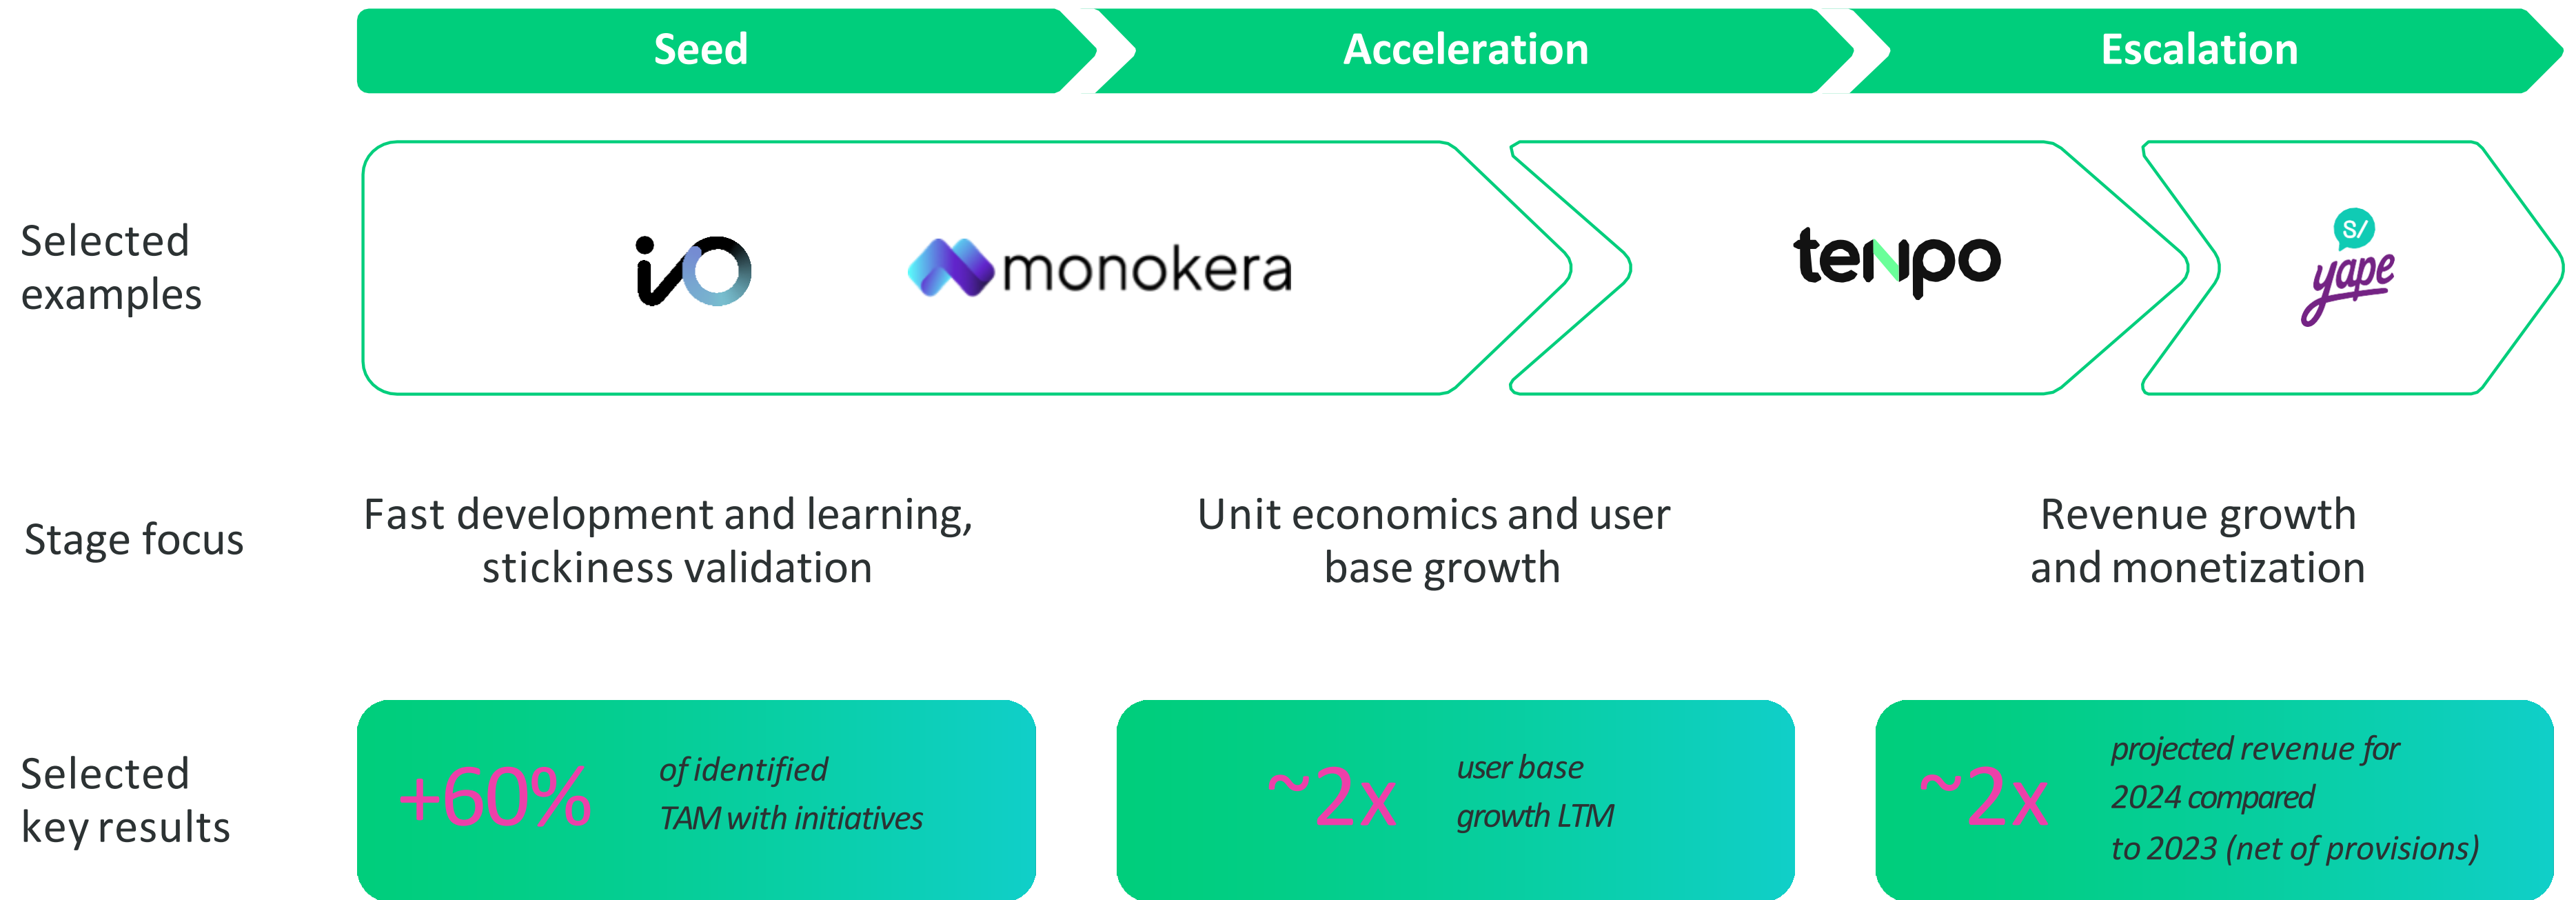 Seed
Acceleration
Escalation
Selected
examples
io
monokera
tenpo
S/
yape
Stage focus
Fast development and learning,
stickiness validation
Unit economics and user
base growth
Revenue growth
and monetization
Selected
key results
+60%
of identified
TAM with initiatives
~2x
user base
growth LTM
~2x
projected revenue for
2024 compared
to 2023 (net of provisions)